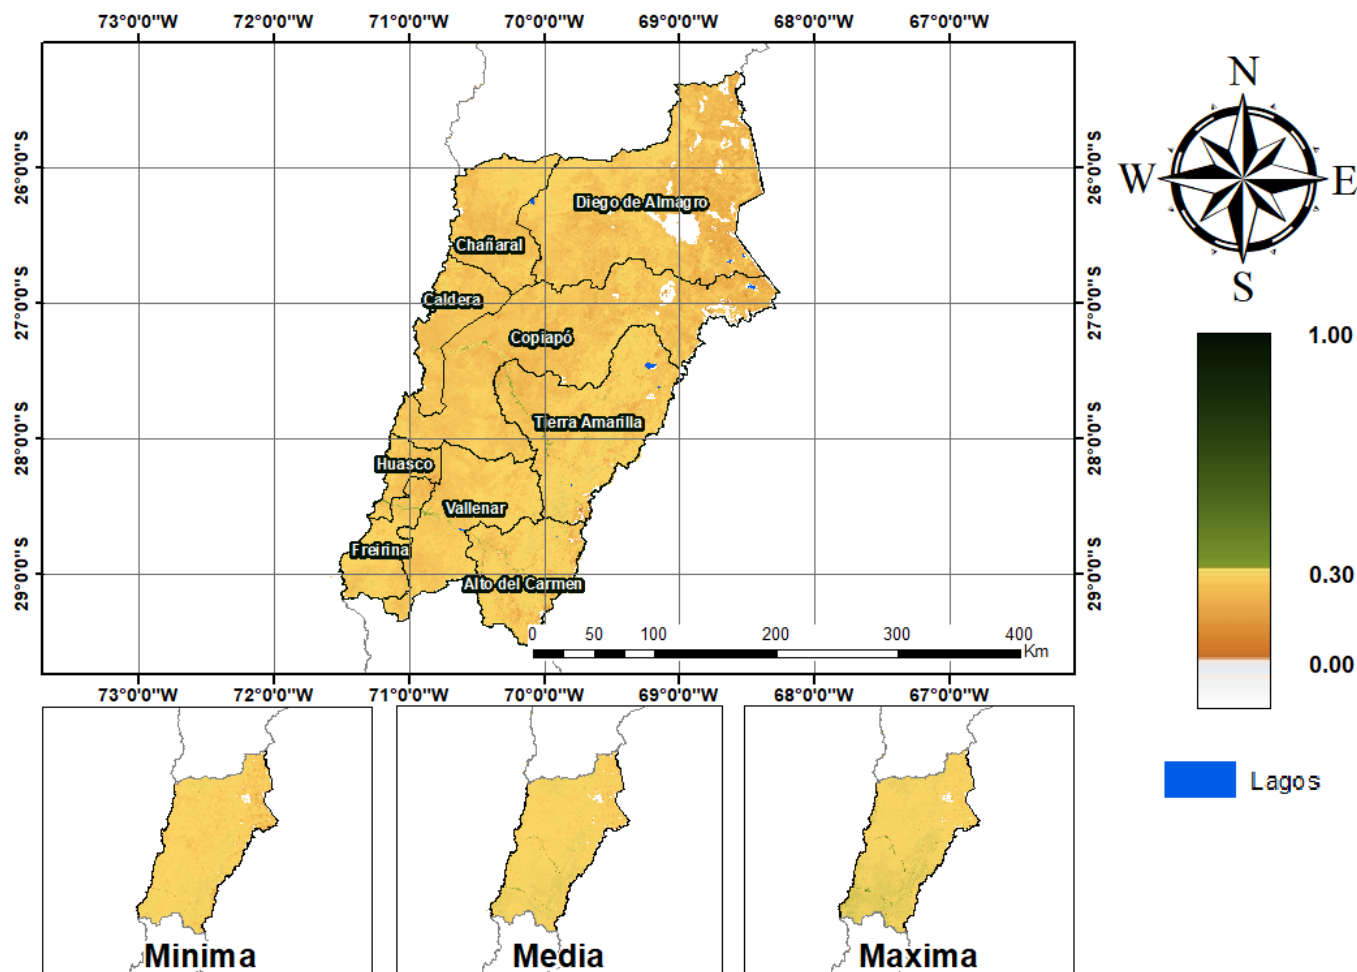 73°0'0"W 72°0'0"W 71°0'0"W 70°0'0"W 69°0'0"W 68°0'0"W 67°0'0"W
N
W E
S
26°0'0"S 26°0'0"S
Diego de Almagro
Chañaral
Caldera
27°0'0"S 27°0'0"S
Copiapó
1.00
Tierra Amarilla
28°0'0"S 28°0'0"S
Huasco
Vallenar
Freirina
29°0'0"S 29°0'0"S
Alto del Carmen
0.30
0 50 100 200 300 400
Km
0.00
73°0'0"W 72°0'0"W 71°0'0"W 70°0'0"W 69°0'0"W 68°0'0"W 67°0'0"W
Lagos
Minima Media Maxima